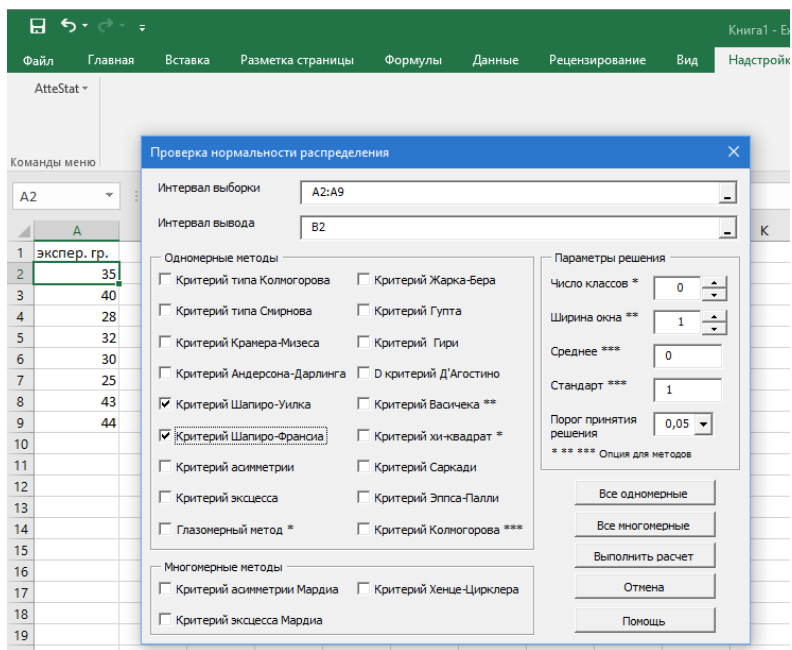 Книга1 - Ex
Файл Главная Вставка Разметка страницы Формулы Данные Рецензирование Вид Надстройк
AtteStat
Команды меню
Проверка нормальности распределения
Интервал выборки A2:A9
Интервал вывода B2
A2
A K
1 экспер. гр.
2 35
3 40
4 28
5 32
6 30
7 25
8 43
9 44
10
11
12
13
14
15
16
17
18
19
Одномерные методы
Критерий типа Колмогорова Критерий Жарка-Бера
Критерий типа Смирнова Критерий Гупта
Критерий Крамера-Мизеса Критерий Гири
Критерий Андерсона-Дарлинга D критерий Д'Агостино
Критерий Шапиро-Уилка Критерий Васичека **
Критерий Шапиро-Франсиа Критерий хи-квадрат *
Критерий асимметрии Критерий Саркади
Критерий эксцесса Критерий Эппса-Палли
Глазомерный метод * Критерий Колмогорова ***
Многомерные методы
Критерий асимметрии Мардиа Критерий Хенце-Цирклера
Критерий эксцесса Мардиа
Параметры решения
Число классов * 0
Ширина окна ** 1
Среднее *** 0
Стандарт *** 1
Порог принятия
решения 0,05
* ** *** Опция для методов
Все одномерные
Все многомерные
Выполнить расчет
Отмена
Помощь